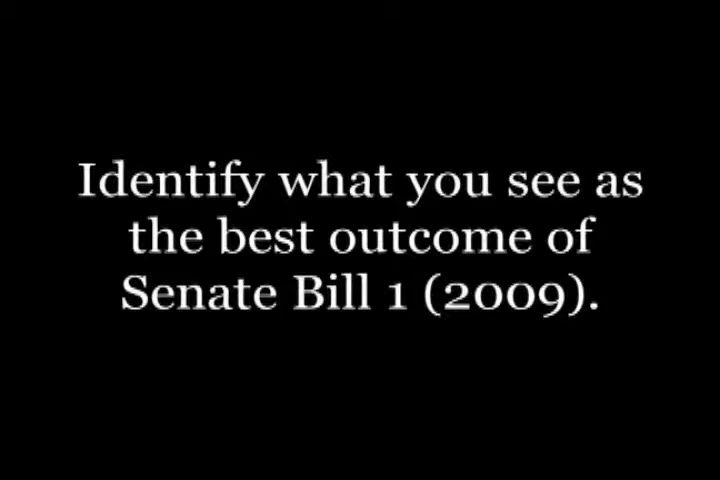 Identify what you see as
the best outcome of
Senate Bill 1 (2009).